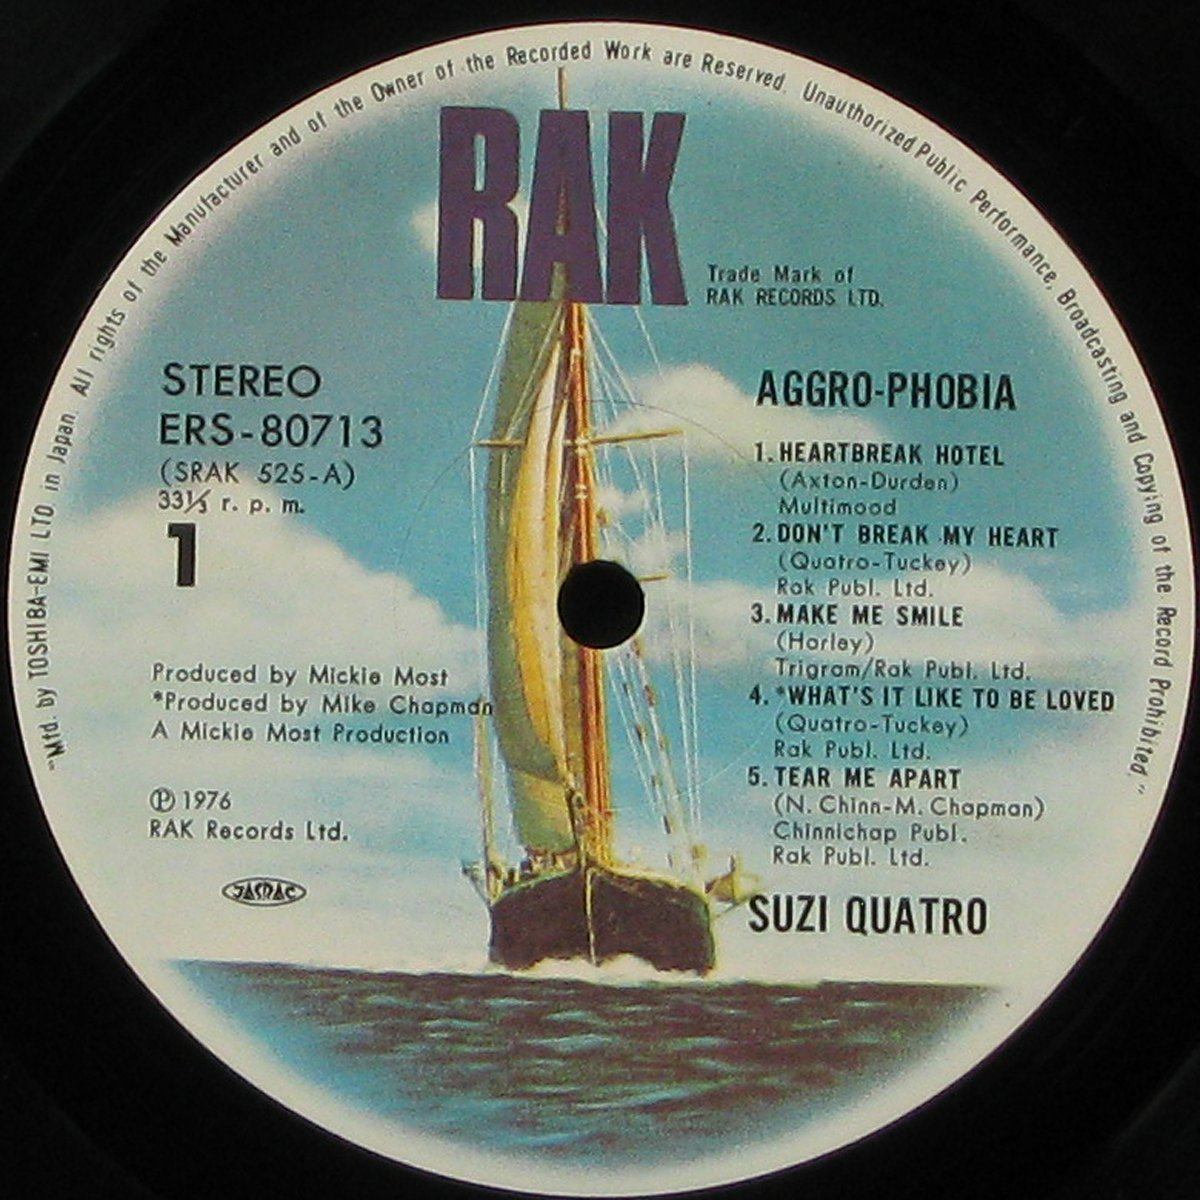 "Mfd. by TOSHIBA-EMI LTD in Japan. All rights of the Manufacturer and of the Owner of the Recorded Work are Reserved. Unauthorized Public Performance, Broadcasting and Copying of the Record Prohibited."
RAK
Trade Mark of
RAK RECORDS LTD.
STEREO
ERS-80713
(SRAK 525-A)
33⅓ r. p. m.
1
Produced by Mickie Most
*Produced by Mike Chapman
A Mickie Most Production
Ⓟ 1976
RAK Records Ltd.
JASRAC
AGGRO-PHOBIA
1. HEARTBREAK HOTEL
(Axton-Durden)
Multimood
2. DON'T BREAK MY HEART
(Quatro-Tuckey)
Rak Publ. Ltd.
3. MAKE ME SMILE
(Harley)
Trigram/Rak Publ. Ltd.
4. *WHAT'S IT LIKE TO BE LOVED
(Quatro-Tuckey)
Rak Publ. Ltd.
5. TEAR ME APART
(N. Chinn-M. Chapman)
Chinnichap Publ.
Rak Publ. Ltd.
SUZI QUATRO